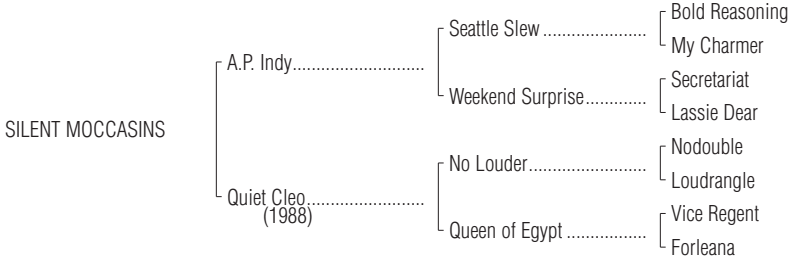 Bold Reasoning
Seattle Slew ......................
My Charmer
A.P. Indy............................
Secretariat
Weekend Surprise.............
Lassie Dear
SILENT MOCCASINS
Nodouble
No Louder.........................
Loudrangle
Quiet Cleo.........................
(1988)
Vice Regent
Queen of Egypt .................
Forleana